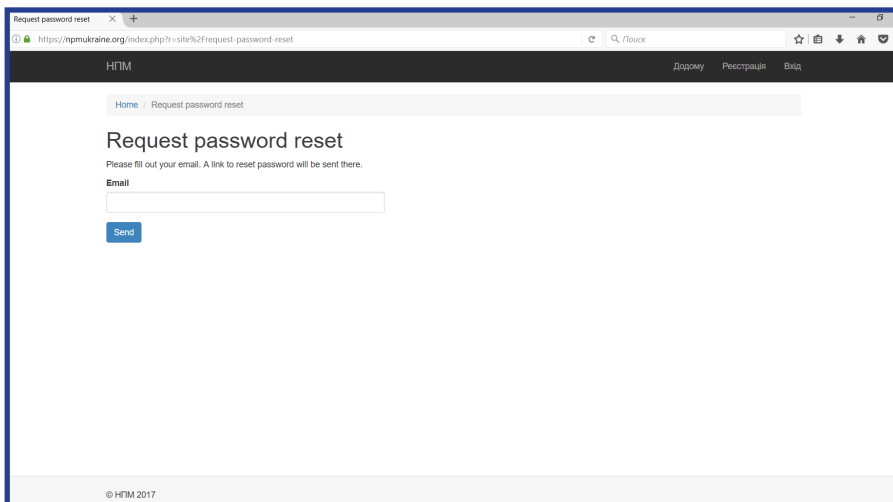 Request password reset
https://npmukraine.org/index.php?r=site%2Frequest-password-reset
Поиск
НПМ
Додому Реєстрація Вхід
Home / Request password reset
Request password reset
Please fill out your email. A link to reset password will be sent there.
Email
Send
© НПМ 2017